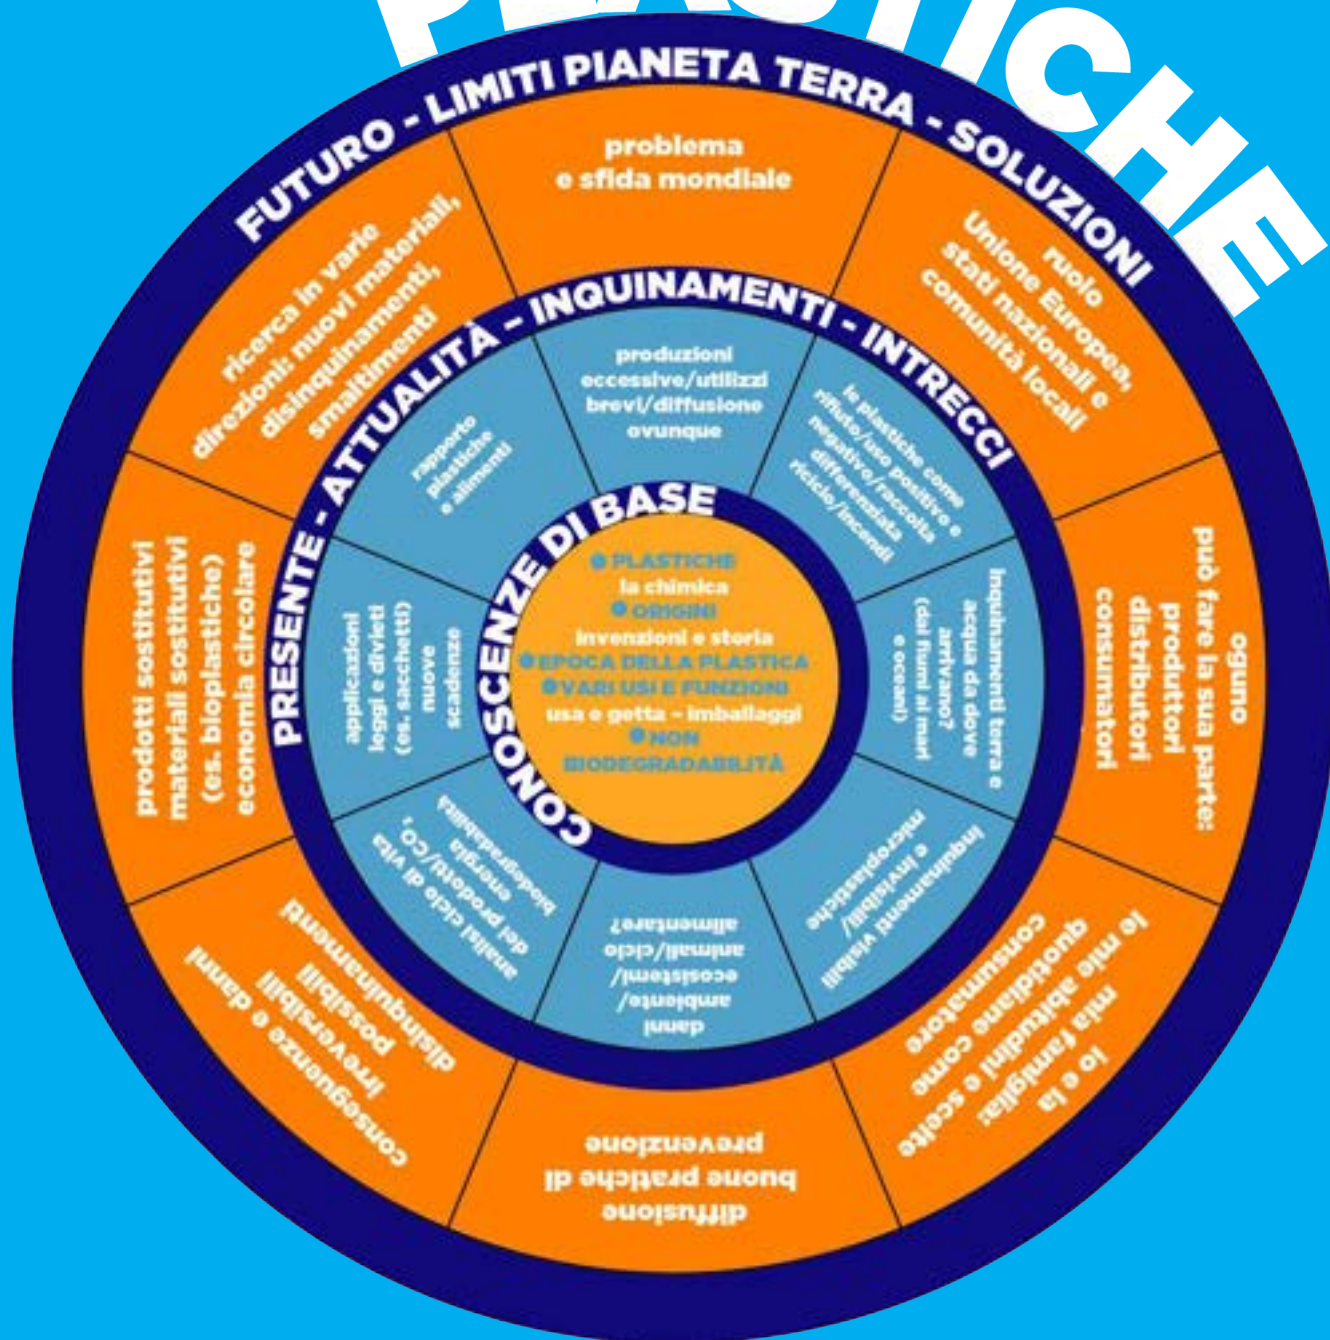 PLASTICHE
FUTURO - LIMITI PIANETA TERRA - SOLUZIONI
problema
e sfida mondiale
ruolo
Unione Europea,
stati nazionali e
comunità locali
ognuno
può fare la sua parte:
produttori
distributori
consumatori
io e la
mia famiglia:
le mie abitudini e scelte
quotidiane come
consumatore
diffusione
buone pratiche di
prevenzione
conseguenze e danni
irreversibili
possibili
disinquinamenti
prodotti sostitutivi
materiali sostitutivi
(es. bioplastiche)
economia circolare
ricerca in varie
direzioni: nuovi materiali,
disinquinamenti,
smaltimenti
PRESENTE - ATTUALITÀ – INQUINAMENTI - INTRECCI
produzioni
eccessive/utilizzi
brevi/diffusione
ovunque
le plastiche come
rifiuto/uso positivo e
negativo/raccolta
differenziata
riciclo/incendi
inquinamenti terra e
acqua da dove
arrivano?
(dai fiumi ai mari
e oceani)
inquinamenti visibili
e invisibili/
microplastiche
danni
ambiente/
ecosistemi/
animali/ciclo
alimentare?
analisi ciclo di vita
dei prodotti/CO₂
energia
biodegradabilità
applicazioni
leggi e divieti
(es. sacchetti)
nuove
scadenze
rapporto
plastiche
e alimenti
CONOSCENZE DI BASE
● PLASTICHE
la chimica
● ORIGINI
invenzioni e storia
● EPOCA DELLA PLASTICA
● VARI USI E FUNZIONI
usa e getta – imballaggi
● NON
BIODEGRADABILITÀ